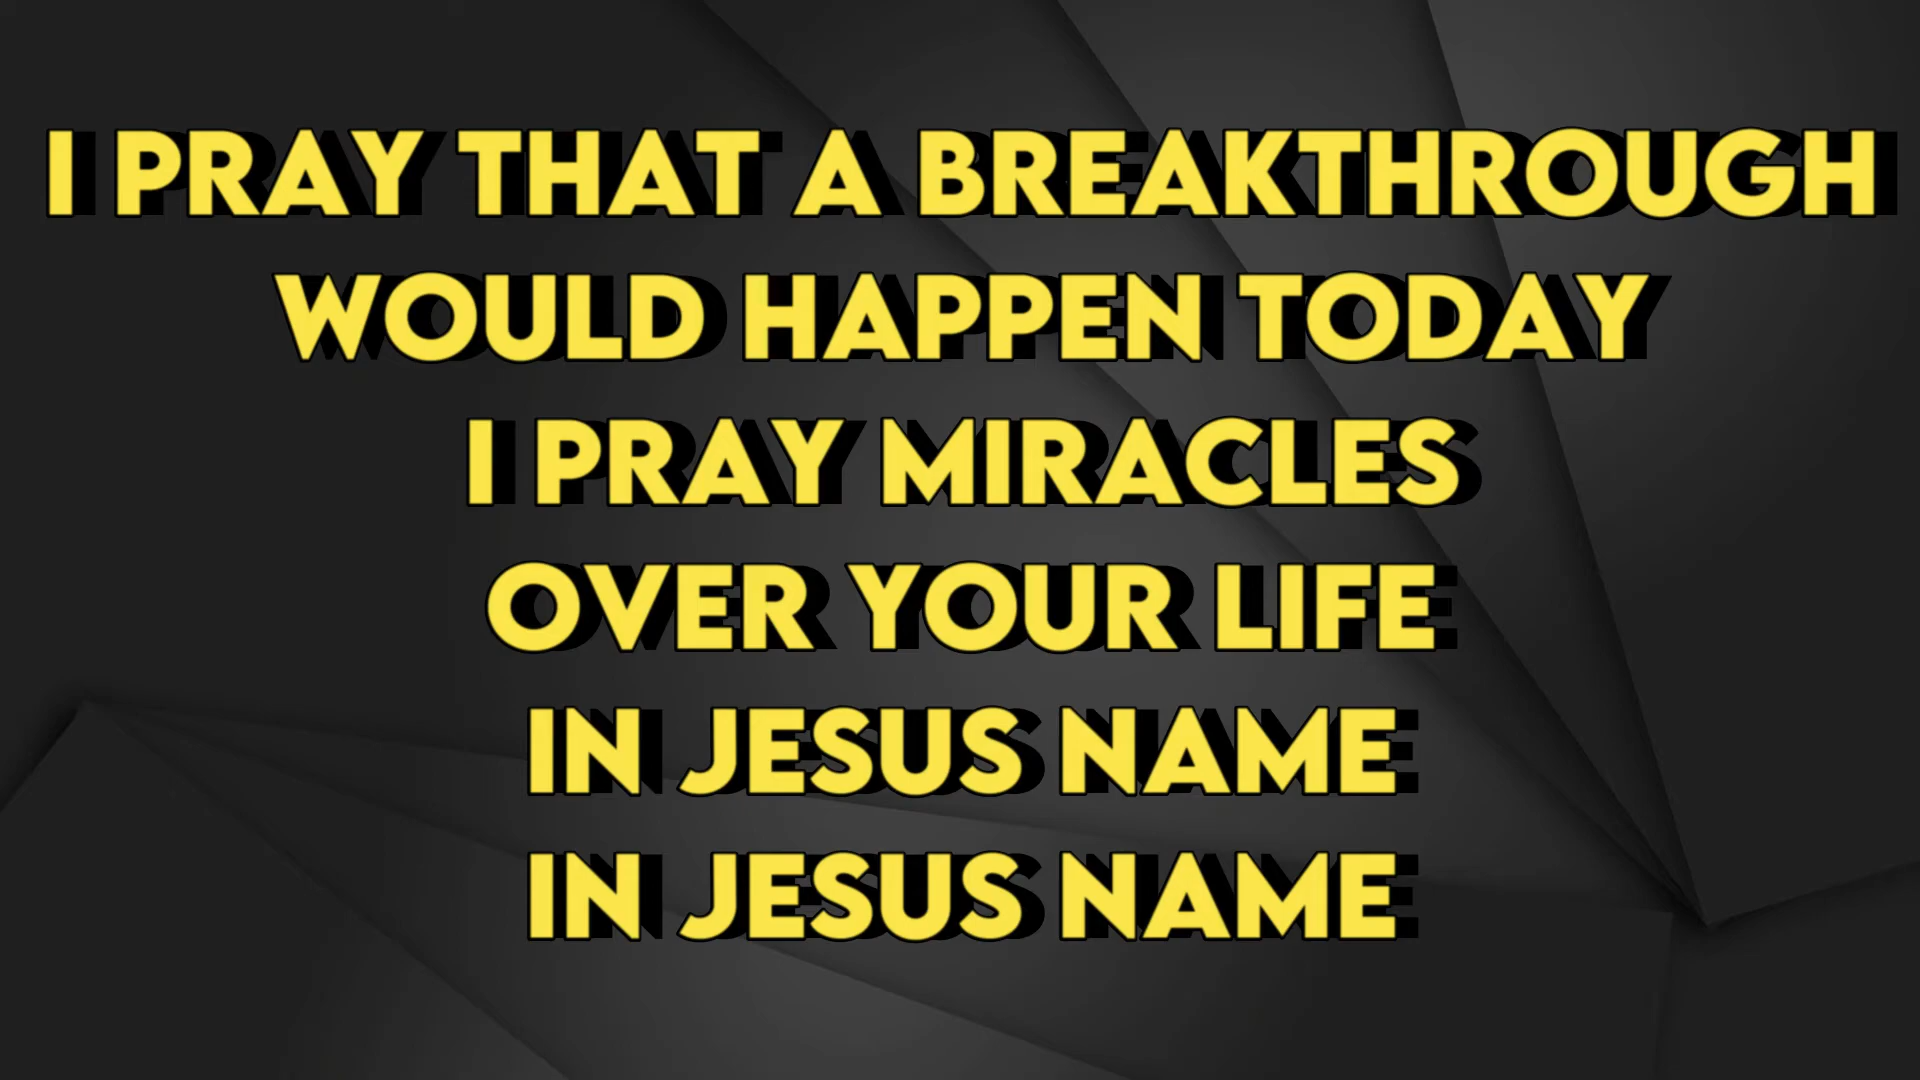 I PRAY THAT A BREAKTHROUGH
WOULD HAPPEN TODAY
I PRAY MIRACLES
OVER YOUR LIFE
IN JESUS NAME
IN JESUS NAME